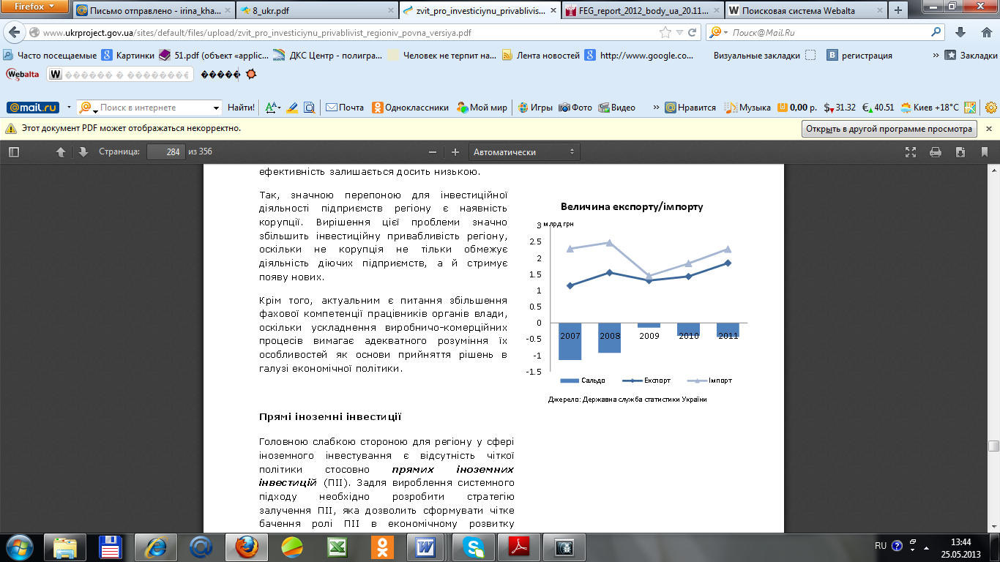 Firefox
Письмо отправлено - irina_kha...
8_ukr.pdf
zvit_pro_investiciynu_privablivis...
FEG_report_2012_body_ua_20.11...
Поисковая система Webalta
www.ukrproject.gov.ua/sites/default/files/upload/zvit_pro_investiciynu_privablivist_regioniv_povna_versiya.pdf
Поиск@Mail.Ru
Часто посещаемые
Картинки
51.pdf (объект «applic...
ДКС Центр - полигра...
Человек не терпит на...
Лента новостей
http://www.google.co...
Визуальные закладки
регистрация
Закладки
Webalta
������ � ��������
�����
@mail.ru
Поиск в интернете
Найти!
Почта
Одноклассники
Мой мир
Игры
Фото
Видео
Нравится
Музыка
0,00 р.
$ 31.32
€ 40.51
Киев +18°C
Этот документ PDF может отображаться некорректно.
Открыть в другой программе просмотра
Страница: 284 из 356
Автоматически
ефективність залишається досить низькою.
Так, значною перепоною для інвестиційної
діяльності підприємств регіону є наявність
корупції. Вирішення цієї проблеми значно
збільшить інвестиційну привабливість регіону,
оскільки не корупція не тільки обмежує
діяльність діючих підприємств, а й стримує
появу нових.
Крім того, актуальним є питання збільшення
фахової компетенції працівників органів влади,
оскільки ускладнення виробничо-комерційних
процесів вимагає адекватного розуміння їх
особливостей як основи прийняття рішень в
галузі економічної політики.
Величина експорту/імпорту
млрд грн
3
2.5
2
1.5
1
0.5
0
-0.5
-1
-1.5
2007 2008 2009 2010 2011
Сальдо Експорт Імпорт
Джерело: Державна служба статистики України
Прямі іноземні інвестиції
Головною слабкою стороною для регіону у сфері
іноземного інвестування є відсутність чіткої
політики стосовно прямих іноземних
інвестицій (ПІІ). Задля вироблення системного
підходу необхідно розробити стратегію
залучення ПІІ, яка дозволить сформувати чітке
бачення ролі ПІІ в економічному розвитку
RU
13:44
25.05.2013